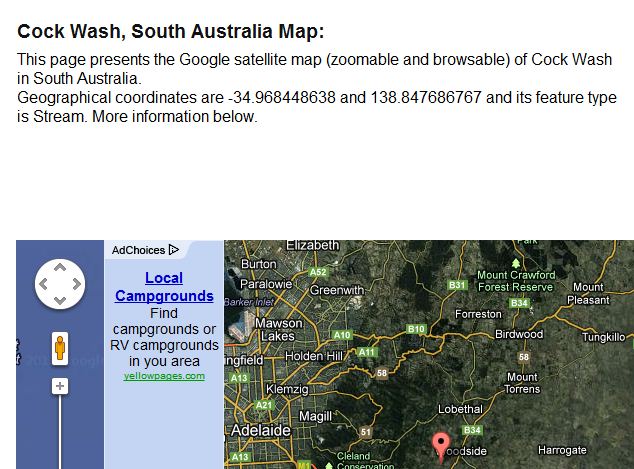 Cock Wash, South Australia Map:
This page presents the Google satellite map (zoomable and browsable) of Cock Wash
in South Australia.
Geographical coordinates are -34.968448638 and 138.847686767 and its feature type
is Stream. More information below.
AdChoices
Local
Campgrounds
Find
campgrounds or
RV campgrounds
in you area
yellowpages.com
Elizabeth
Park
Burton
A52
Paralowie
Greenwith
Mount Crawford
Forest Reserve
B31
Mount
Pleasant
Barker Inlet
B34
Forreston
Mawson
Lakes
A10
B10
Birdwood
Tungkillo
ingfield
Holden Hill
A11
58
58
A13
Klemzig
Mount
Torrens
A21
Magill
Lobethal
Adelaide
51
B34
A13
Cleland
Woodside
Harrogate
M1
Conservation